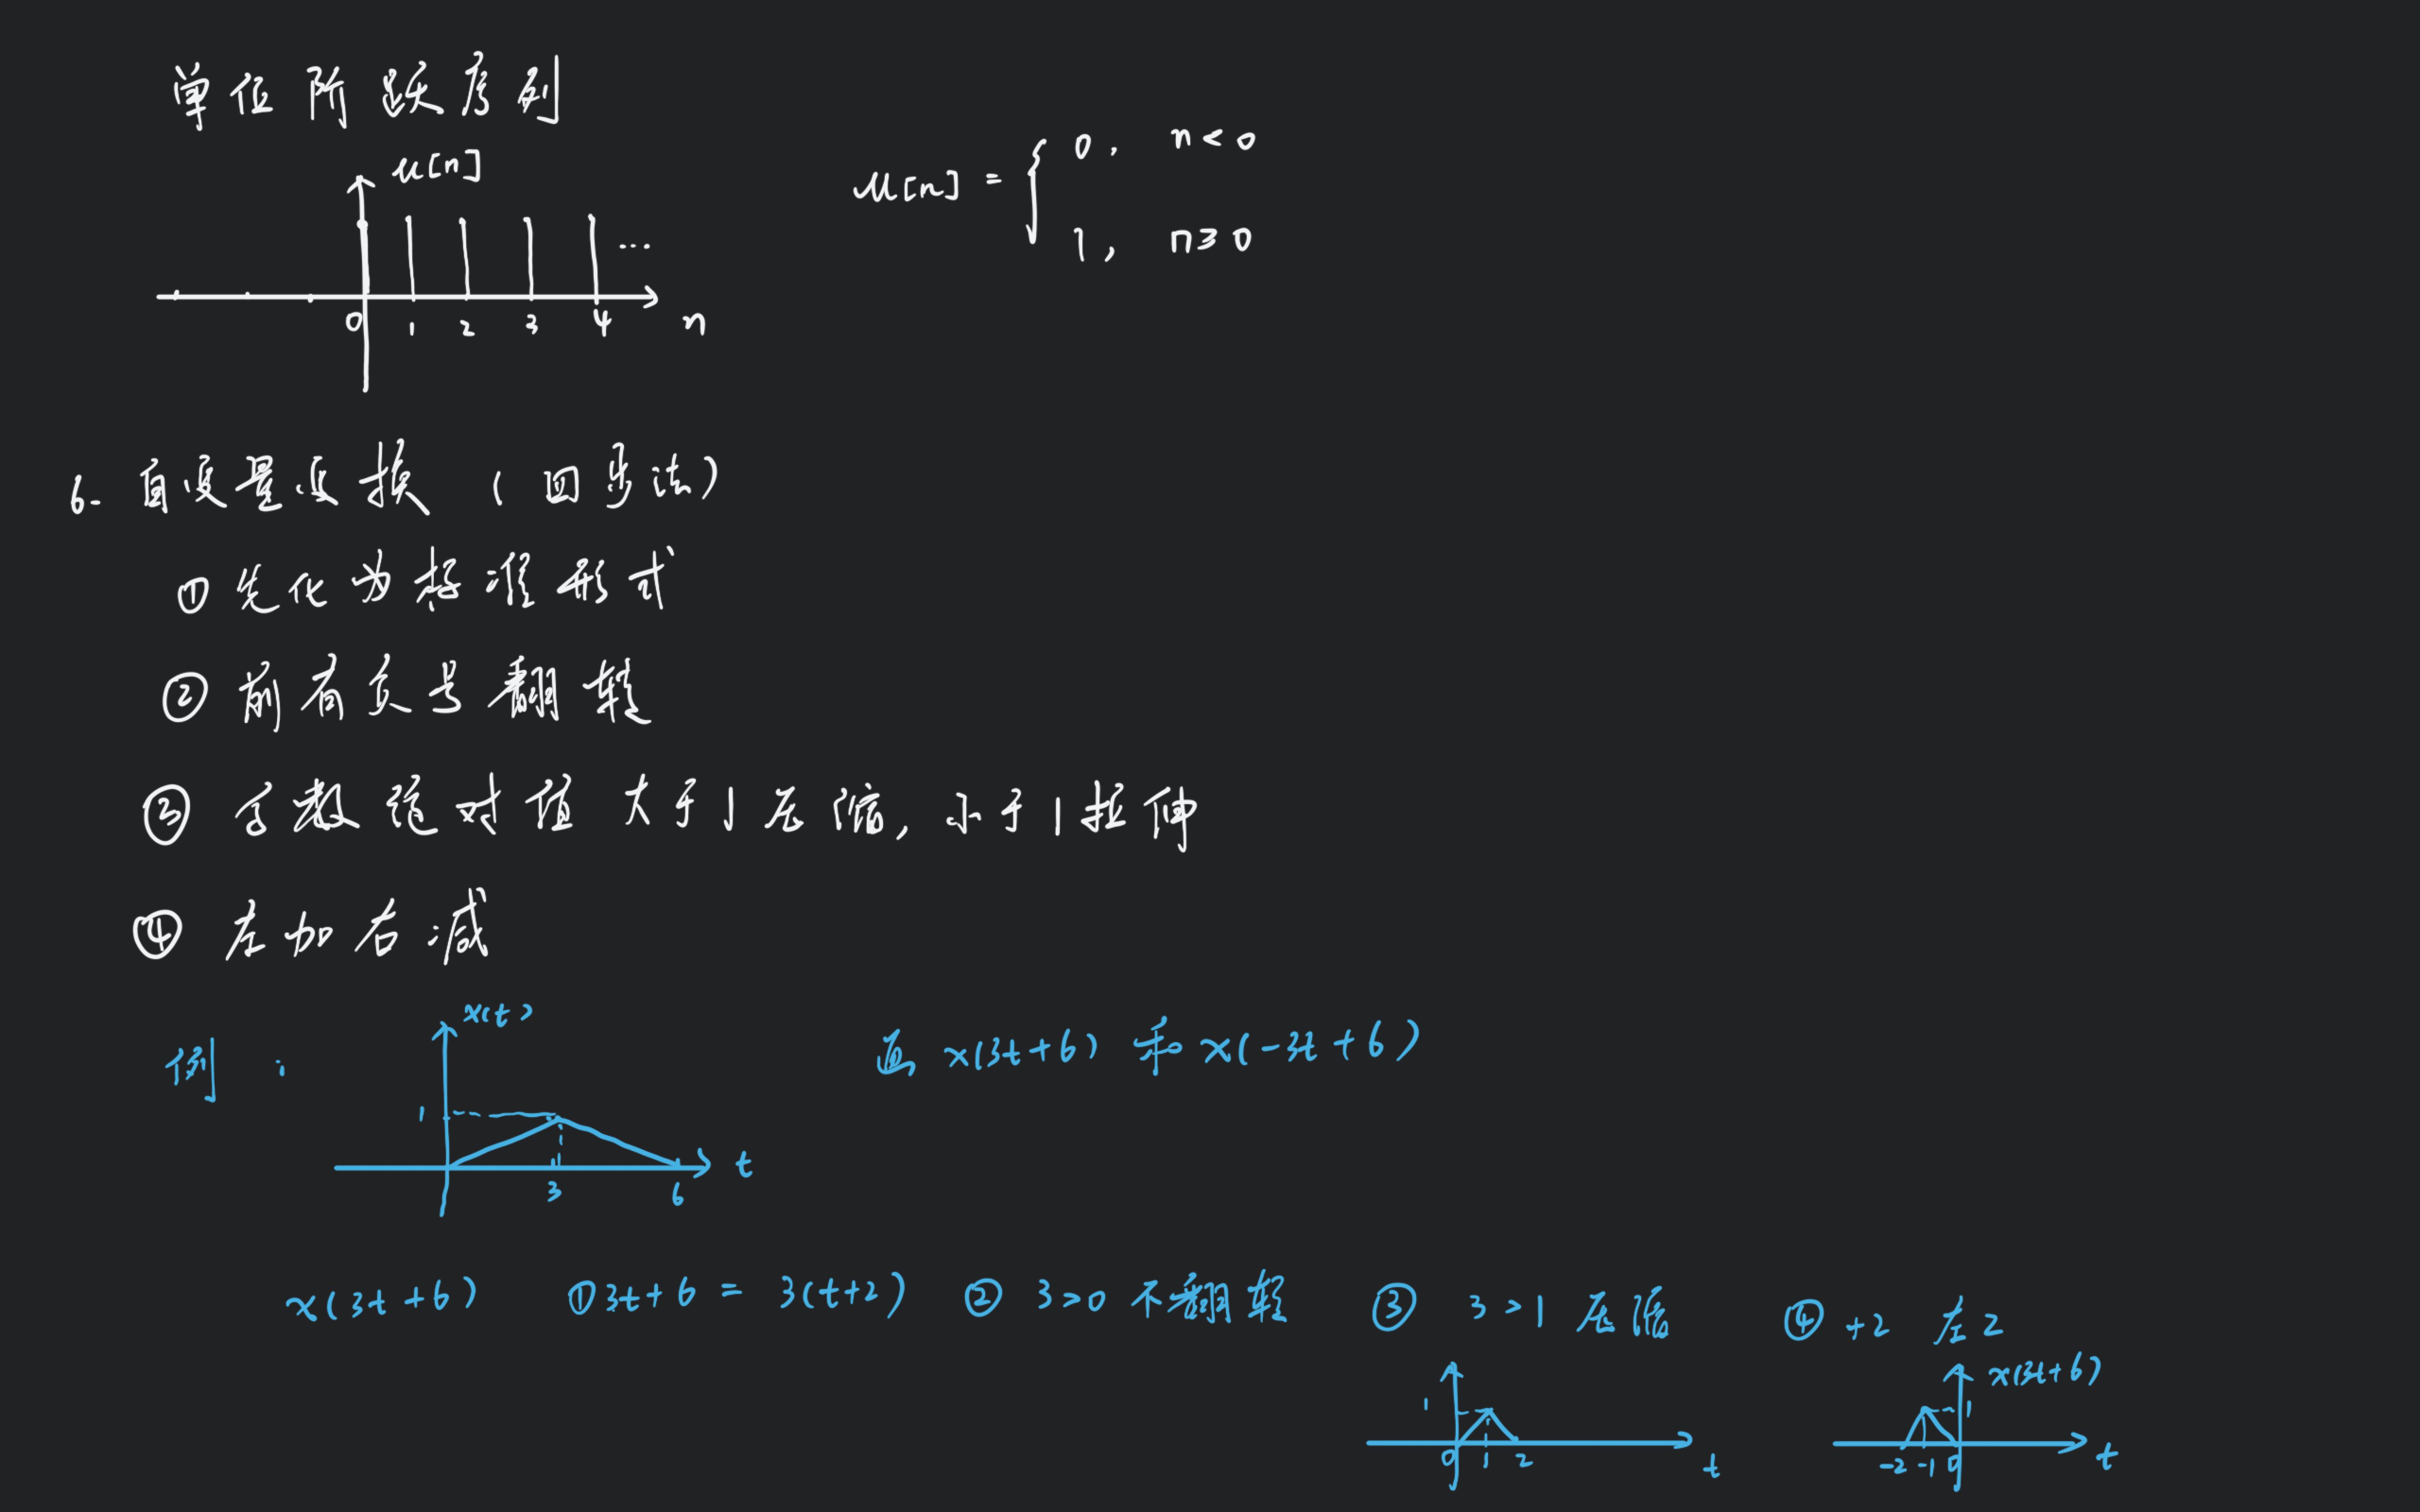 单位阶跃序列
u[n]
u[n] = { 0, n<0
1, n≥0
...
0 1 2 3 4 n
6. 自变量变换（四步法）
① 先化为标准形式
② 前有负号翻转
③ 系数绝对值大于1压缩, 小于1拉伸
④ 左加右减
例: x(t) 画 x(3t+6) 和 x(-3t+6)
1
t
3 6
x(3t+6) ① 3t+6 = 3(t+2) ② 3>0 不翻转 ③ 3>1 压缩 ④ +2 左2
x(3t+6)
1 1
0 1 2 t -2 -1 0 t